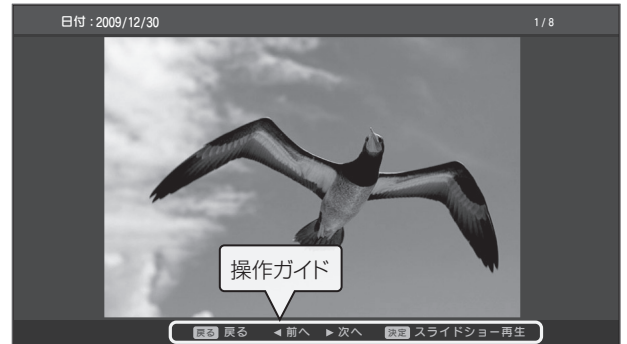 日付：2009/12/30 1 / 8
操作ガイド
戻る 戻る ◀前へ ▶次へ 決定 スライドショー再生